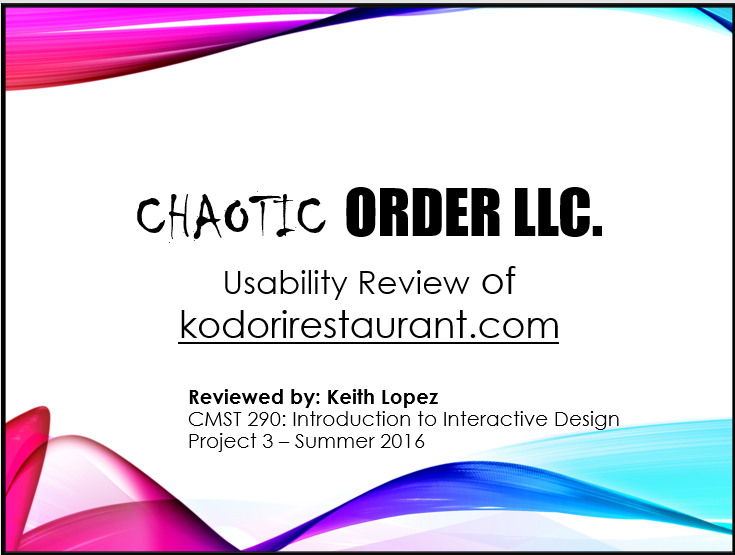 CHAOTIC ORDER LLC.
Usability Review of
kodorirestaurant.com
Reviewed by: Keith Lopez
CMST 290: Introduction to Interactive Design
Project 3 – Summer 2016